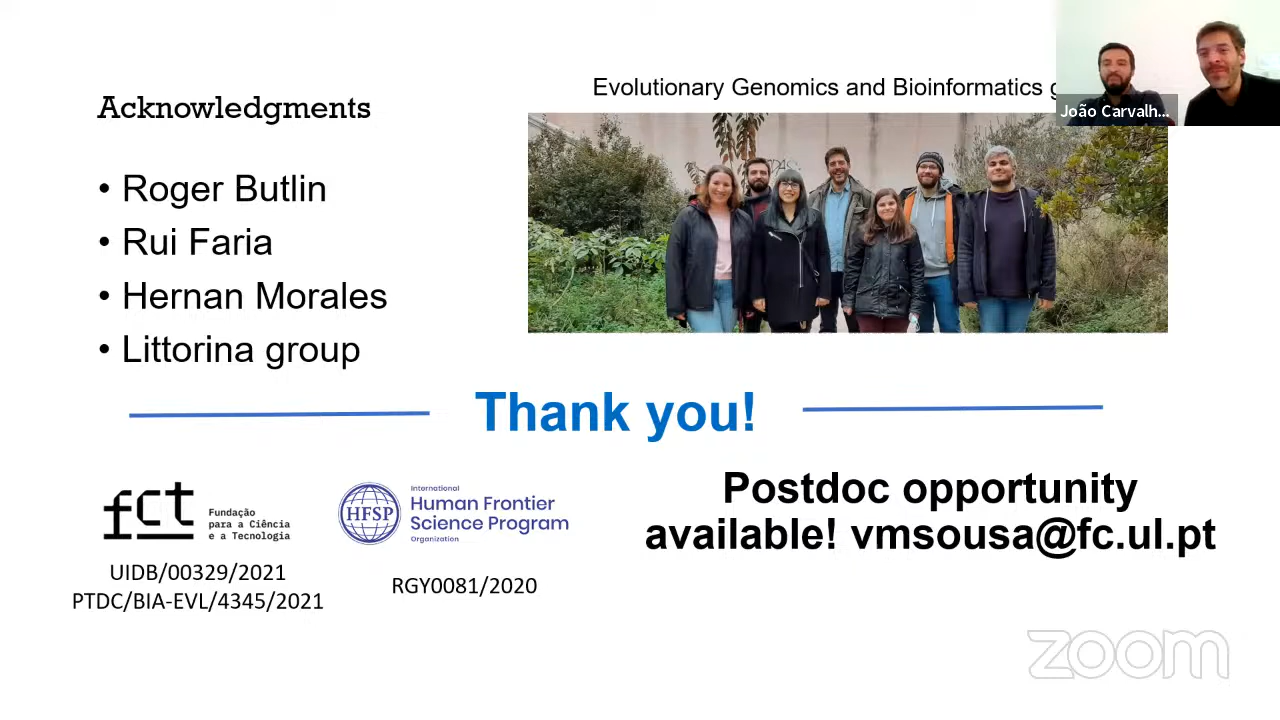 Evolutionary Genomics and Bioinformatics
João Carvalh...
Acknowledgments
• Roger Butlin
• Rui Faria
• Hernan Morales
• Littorina group
Thank you!
fct
Fundação
para a Ciência
e a Tecnologia
HFSP
International
Human Frontier
Science Program
Organization
UIDB/00329/2021
PTDC/BIA-EVL/4345/2021
RGY0081/2020
Postdoc opportunity
available! vmsousa@fc.ul.pt
zoom